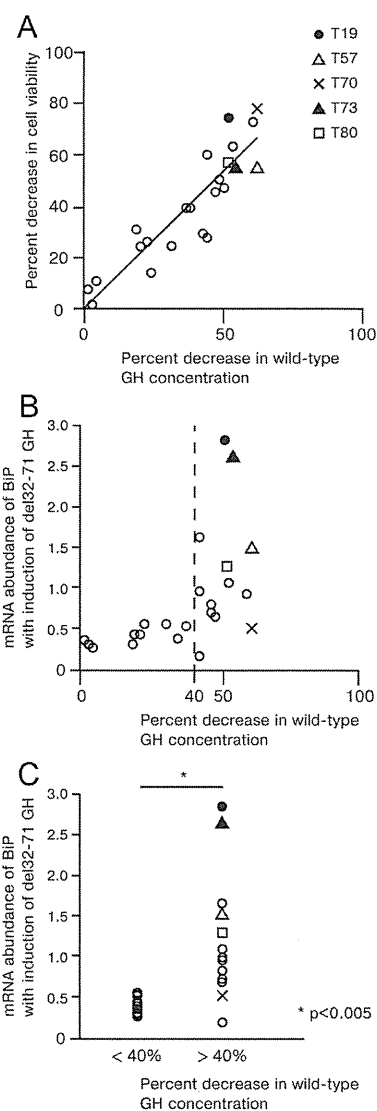 A
T19
T57
T70
T73
T80
Percent decrease in cell viability
100
80
60
40
20
0
0 50 100
Percent decrease in wild-type
GH concentration
B
mRNA abundance of BiP
with induction of del32-71 GH
3.0
2.5
2.0
1.5
1.0
0.5
0
0 40 50 100
Percent decrease in wild-type
GH concentration
C
mRNA abundance of BiP
with induction of del32-71 GH
3.0
2.5
2.0
1.5
1.0
0.5
0
*
* p<0.005
< 40% > 40%
Percent decrease in wild-type
GH concentration